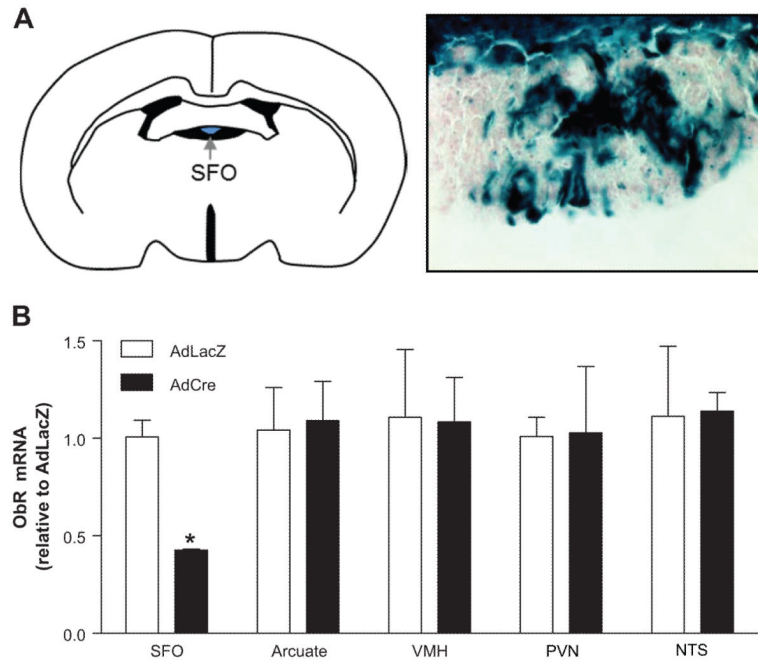 A
SFO
B
ObR mRNA
(relative to AdLacZ)
1.5
1.0
0.5
0.0
AdLacZ
AdCre
*
SFO Arcuate VMH PVN NTS